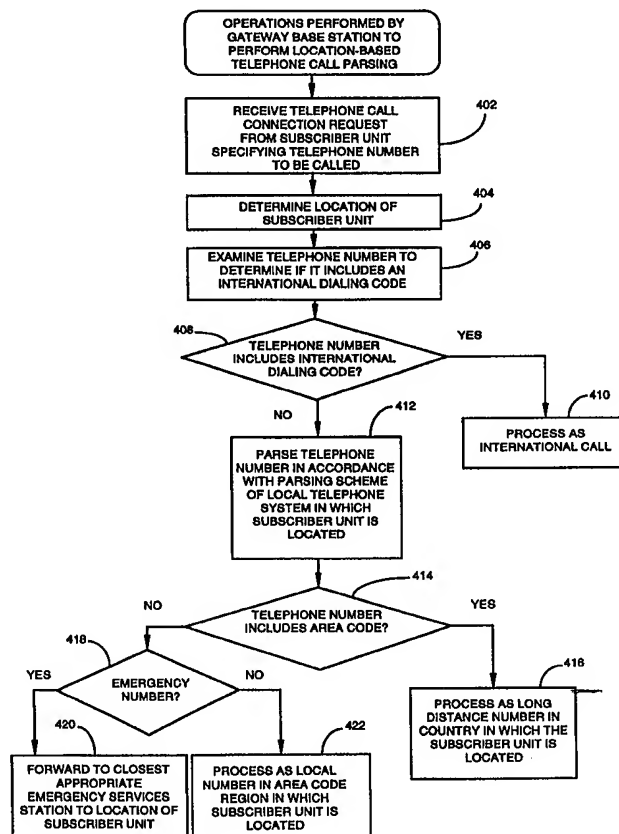 OPERATIONS PERFORMED BY
GATEWAY BASE STATION TO
PERFORM LOCATION-BASED
TELEPHONE CALL PARSING
RECEIVE TELEPHONE CALL
CONNECTION REQUEST
FROM SUBSCRIBER UNIT
SPECIFYING TELEPHONE NUMBER
TO BE CALLED
402
DETERMINE LOCATION OF
SUBSCRIBER UNIT
404
EXAMINE TELEPHONE NUMBER TO
DETERMINE IF IT INCLUDES AN
INTERNATIONAL DIALING CODE
406
408
TELEPHONE NUMBER
INCLUDES INTERNATIONAL
DIALING CODE?
YES
NO
410
PROCESS AS
INTERNATIONAL CALL
412
PARSE TELEPHONE
NUMBER IN ACCORDANCE
WITH PARSING SCHEME
OF LOCAL TELEPHONE
SYSTEM IN WHICH
SUBSCRIBER UNIT IS
LOCATED
414
TELEPHONE NUMBER
INCLUDES AREA CODE?
NO
YES
418
EMERGENCY
NUMBER?
YES
NO
416
PROCESS AS LONG
DISTANCE NUMBER IN
COUNTRY IN WHICH THE
SUBSCRIBER UNIT IS
LOCATED
420
FORWARD TO CLOSEST
APPROPRIATE
EMERGENCY SERVICES
STATION TO LOCATION OF
SUBSCRIBER UNIT
422
PROCESS AS LOCAL
NUMBER IN AREA CODE
REGION IN WHICH
SUBSCRIBER UNIT IS
LOCATED